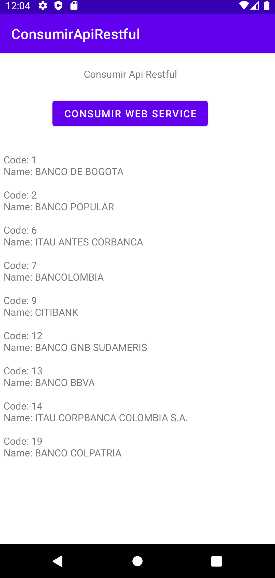 12:04
ConsumirApiRestful
Consumir Api Restful
CONSUMIR WEB SERVICE
Code: 1
Name: BANCO DE BOGOTA
Code: 2
Name: BANCO POPULAR
Code: 6
Name: ITAU ANTES CORBANCA
Code: 7
Name: BANCOLOMBIA
Code: 9
Name: CITIBANK
Code: 12
Name: BANCO GNB SUDAMERIS
Code: 13
Name: BANCO BBVA
Code: 14
Name: ITAU CORPBANCA COLOMBIA S.A.
Code: 19
Name: BANCO COLPATRIA